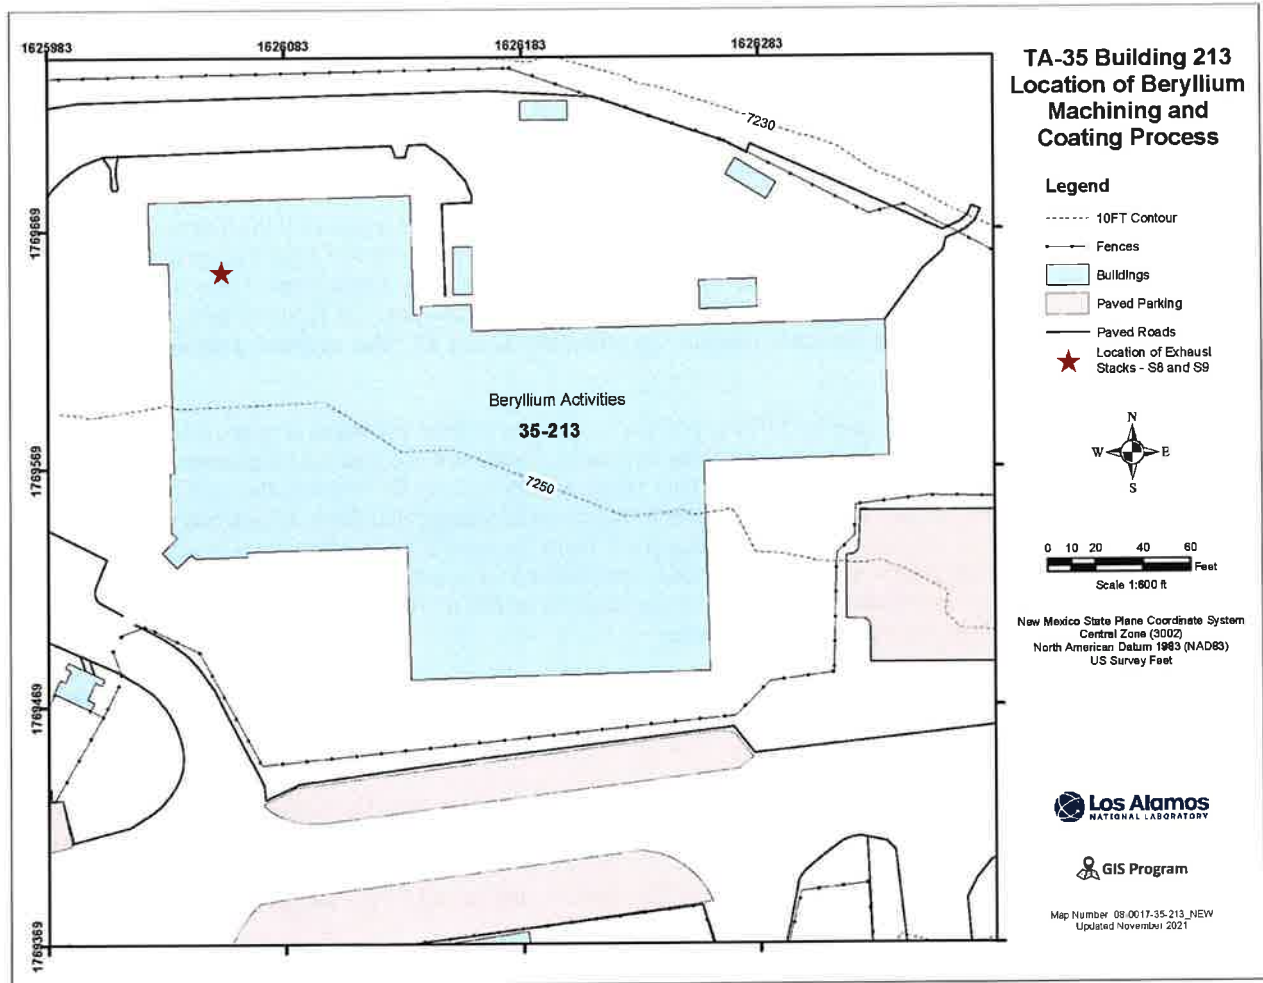 1625983
1626083
1626183
1626283
TA-35 Building 213
Location of Beryllium
Machining and
Coating Process
7230
Legend
10FT Contour
Fences
Buildings
Paved Parking
Paved Roads
Location of Exhaust
Stacks - S8 and S9
1769669
Beryllium Activities
35-213
7250
1769569
N
W
E
S
0 10 20 40 60
Feet
Scale 1:600 ft
New Mexico State Plane Coordinate System
Central Zone (3002)
North American Datum 1983 (NAD83)
US Survey Feet
1769469
Los Alamos
NATIONAL LABORATORY
GIS Program
Map Number 08-0017-35-213_NEW
Updated November 2021
1769369